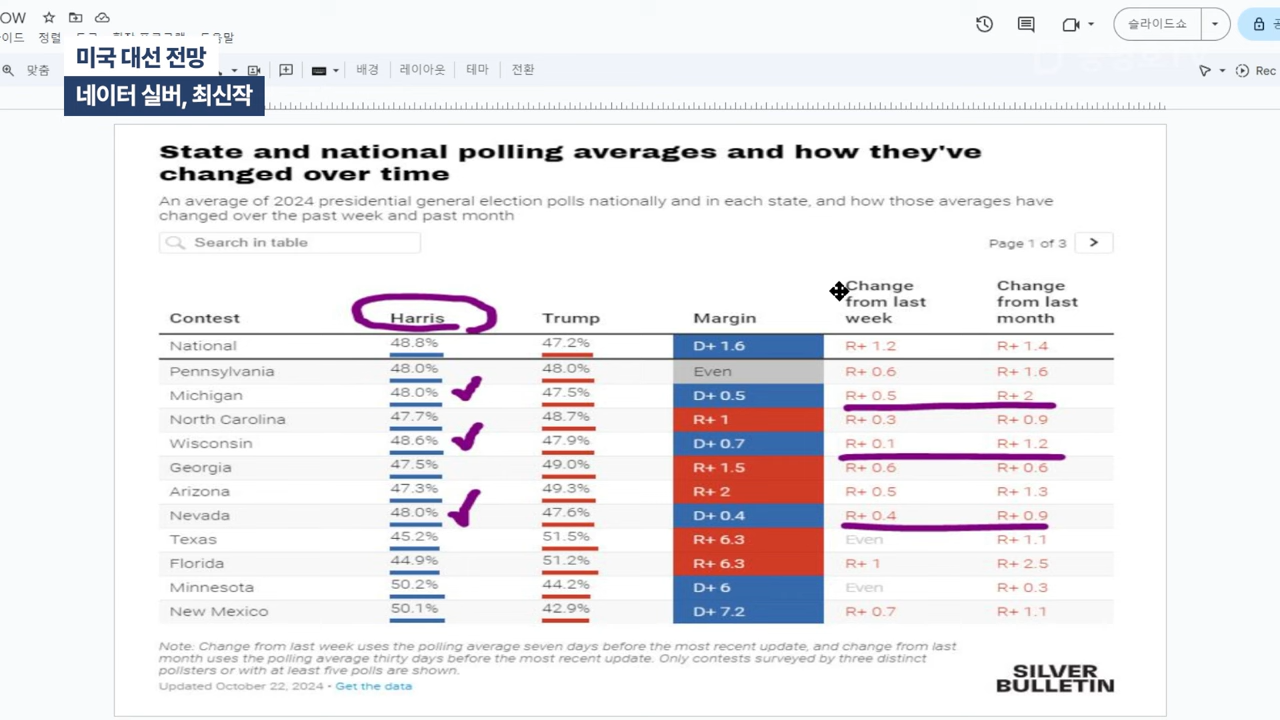 OW
이드 정렬
맞춤 배경 레이아웃 테마 전환 Rec
슬라이드쇼
미국 대선 전망
네이터 실버, 최신작
State and national polling averages and how they've
changed over time
An average of 2024 presidential general election polls nationally and in each state, and how those averages have
changed over the past week and past month
Search in table
Page 1 of 3 >
Contest Harris Trump Margin Change from last week Change from last month
National 48.8% 47.2% D+ 1.6 R+ 1.2 R+ 1.4
Pennsylvania 48.0% 48.0% Even R+ 0.6 R+ 1.6
Michigan 48.0% 47.5% D+ 0.5 R+ 0.5 R+ 2
North Carolina 47.7% 48.7% R+ 1 R+ 0.3 R+ 0.9
Wisconsin 48.6% 47.9% D+ 0.7 R+ 0.1 R+ 1.2
Georgia 47.5% 49.0% R+ 1.5 R+ 0.6 R+ 0.6
Arizona 47.3% 49.3% R+ 2 R+ 0.5 R+ 1.3
Nevada 48.0% 47.6% D+ 0.4 R+ 0.4 R+ 0.9
Texas 45.2% 51.5% R+ 6.3 Even R+ 1.1
Florida 44.9% 51.2% R+ 6.3 R+ 1 R+ 2.5
Minnesota 50.2% 44.2% D+ 6 Even R+ 0.3
New Mexico 50.1% 42.9% D+ 7.2 R+ 0.7 R+ 1.1
Note: Change from last week uses the polling average seven days before the most recent update, and change from last
month uses the polling average thirty days before the most recent update. Only contests surveyed by three distinct
pollsters or with at least five polls are shown.
Updated October 22, 2024 • Get the data
SILVER
BULLETIN